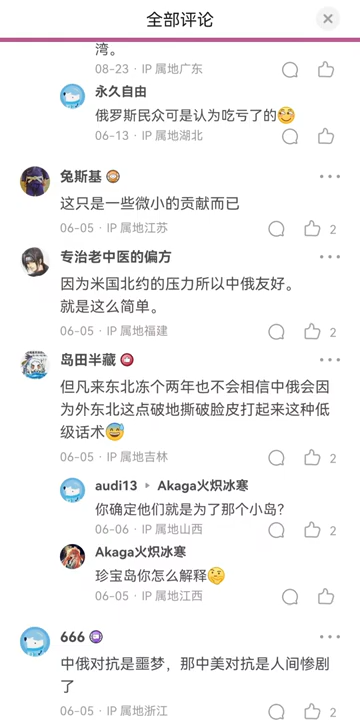 全部评论
湾。
08-23 · IP 属地广东
永久自由
俄罗斯民众可是认为吃亏了的
06-13 · IP 属地湖北
兔斯基
这只是一些微小的贡献而已
06-05 · IP 属地江苏
2
专治老中医的偏方
因为米国北约的压力所以中俄友好。
就是这么简单。
06-05 · IP 属地福建
2
岛田半藏
但凡来东北冻个两年也不会相信中俄会因
为外东北这点破地撕破脸皮打起来这种低
级话术
06-05 · IP 属地吉林
2
audi13 ▸ Akaga火炽冰寒
你确定他们就是为了那个小岛?
06-06 · IP 属地山西
2
Akaga火炽冰寒
珍宝岛你怎么解释
06-05 · IP 属地江西
666
中俄对抗是噩梦，那中美对抗是人间惨剧
了
06-05 · IP 属地浙江
2